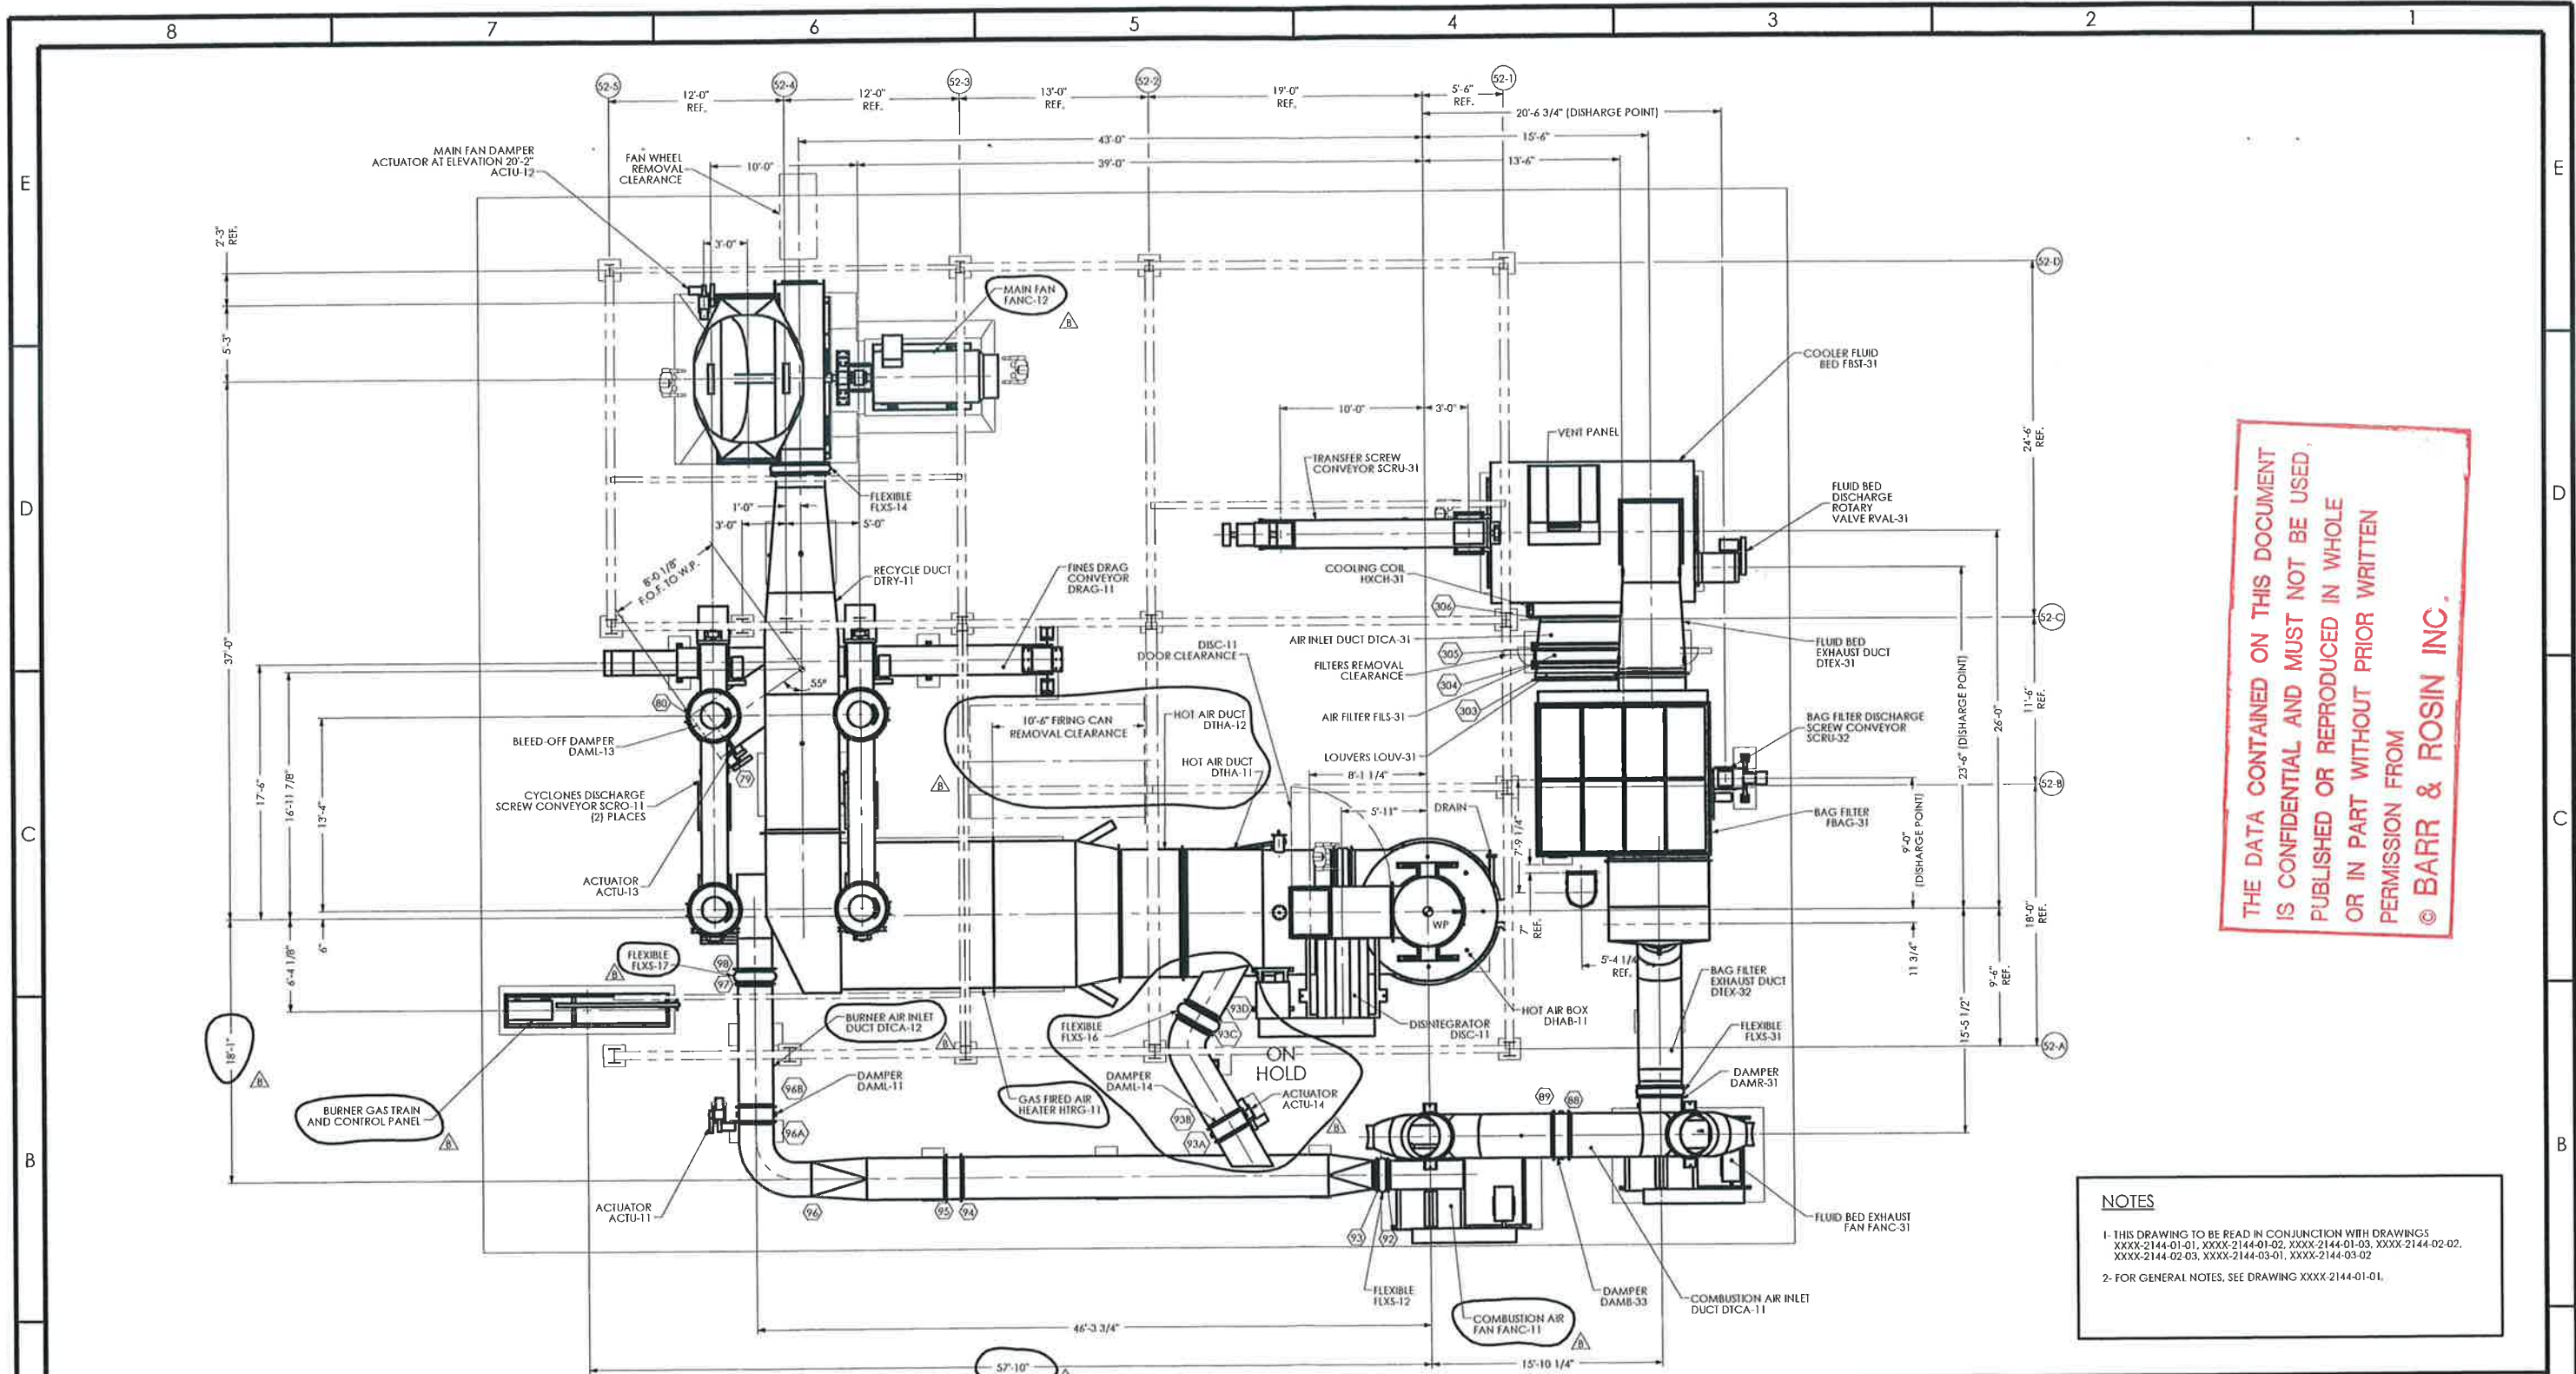 8 7 6 5 4 3 2 1
E
D
C
B
E
D
C
B
52-5
52-4
52-3
52-2
52-1
12'-0"
REF.
12'-0"
REF.
13'-0"
REF.
19'-0"
REF.
5'-6"
REF.
20'-6 3/4" (DISHARGE POINT)
43'-0"
15'-6"
10'-0"
39'-0"
13'-6"
MAIN FAN DAMPER
ACTUATOR AT ELEVATION 20'-2"
ACTU-12
FAN WHEEL
REMOVAL
CLEARANCE
2'-3"
REF.
5'-3"
37'-0"
3'-0"
MAIN FAN
FANC-12
B
52-D
COOLER FLUID
BED FBST-31
10'-0"
3'-0"
VENT PANEL
24'-6"
REF.
TRANSFER SCREW
CONVEYOR SCRU-31
FLUID BED
DISCHARGE
ROTARY
VALVE RVAL-31
FLEXIBLE
FLXS-14
1'-0"
3'-0"
5'-0"
8'-0 1/8"
F.O.F. TO W.P.
RECYCLE DUCT
DTRY-11
FINES DRAG
CONVEYOR
DRAG-11
COOLING COIL
HXCH-31
306
52-C
AIR INLET DUCT DTCA-31
FLUID BED
EXHAUST DUCT
DTEX-31
DISC-11
DOOR CLEARANCE
305
FILTERS REMOVAL
CLEARANCE
304
303
AIR FILTER FILS-31
LOUVERS LOUV-31
55°
80
10'-6" FIRING CAN
REMOVAL CLEARANCE
HOT AIR DUCT
DTHA-12
HOT AIR DUCT
DTHA-11
B
BLEED-OFF DAMPER
DAML-13
79
CYCLONES DISCHARGE
SCREW CONVEYOR SCRO-11
(2) PLACES
BAG FILTER DISCHARGE
SCREW CONVEYOR
SCRU-32
11'-6"
REF.
26'-0"
23'-6" (DISHARGE POINT)
52-B
8'-1 1/4"
5'-11"
DRAIN
7'-9 1/4"
BAG FILTER
FBAG-31
9'-0"
(DISCHARGE POINT)
17'-6"
16'-11 7/8"
13'-4"
ACTUATOR
ACTU-13
WP
7"
REF.
5'-4 1/4"
REF.
11 3/4"
18'-0"
REF.
9'-6"
REF.
15'-5 1/2"
6'-4 1/8"
6"
FLEXIBLE
FLXS-17
B
98
97
BURNER AIR INLET
DUCT DTCA-12
B
FLEXIBLE
FLXS-16
93D
93C
HOT AIR BOX
DHAB-11
DISINTEGRATOR
DISC-11
BAG FILTER
EXHAUST DUCT
DTEX-32
FLEXIBLE
FLXS-31
52-A
ON
HOLD
18'-1"
B
96B
DAMPER
DAML-11
DAMPER
DAML-14
DAMPER
DAMR-31
GAS FIRED AIR
HEATER HTRG-11
ACTUATOR
ACTU-14
BURNER GAS TRAIN
AND CONTROL PANEL
B
96A
93B
93A
B
89
88
ACTUATOR
ACTU-11
96
95
94
93
92
FLUID BED EXHAUST
FAN FANC-31
FLEXIBLE
FLXS-12
DAMPER
DAMB-33
COMBUSTION AIR INLET
DUCT DTCA-11
COMBUSTION AIR
FAN FANC-11
B
46'-3 3/4"
57'-10"
15'-10 1/4"
THE DATA CONTAINED ON THIS DOCUMENT
IS CONFIDENTIAL AND MUST NOT BE USED,
PUBLISHED OR REPRODUCED IN WHOLE
OR IN PART WITHOUT PRIOR WRITTEN
PERMISSION FROM
© BARR & ROSIN INC.
NOTES
1- THIS DRAWING TO BE READ IN CONJUNCTION WITH DRAWINGS
XXXX-2144-01-01, XXXX-2144-01-02, XXXX-2144-01-03, XXXX-2144-02-02,
XXXX-2144-02-03, XXXX-2144-03-01, XXXX-2144-03-02
2- FOR GENERAL NOTES, SEE DRAWING XXXX-2144-01-01.